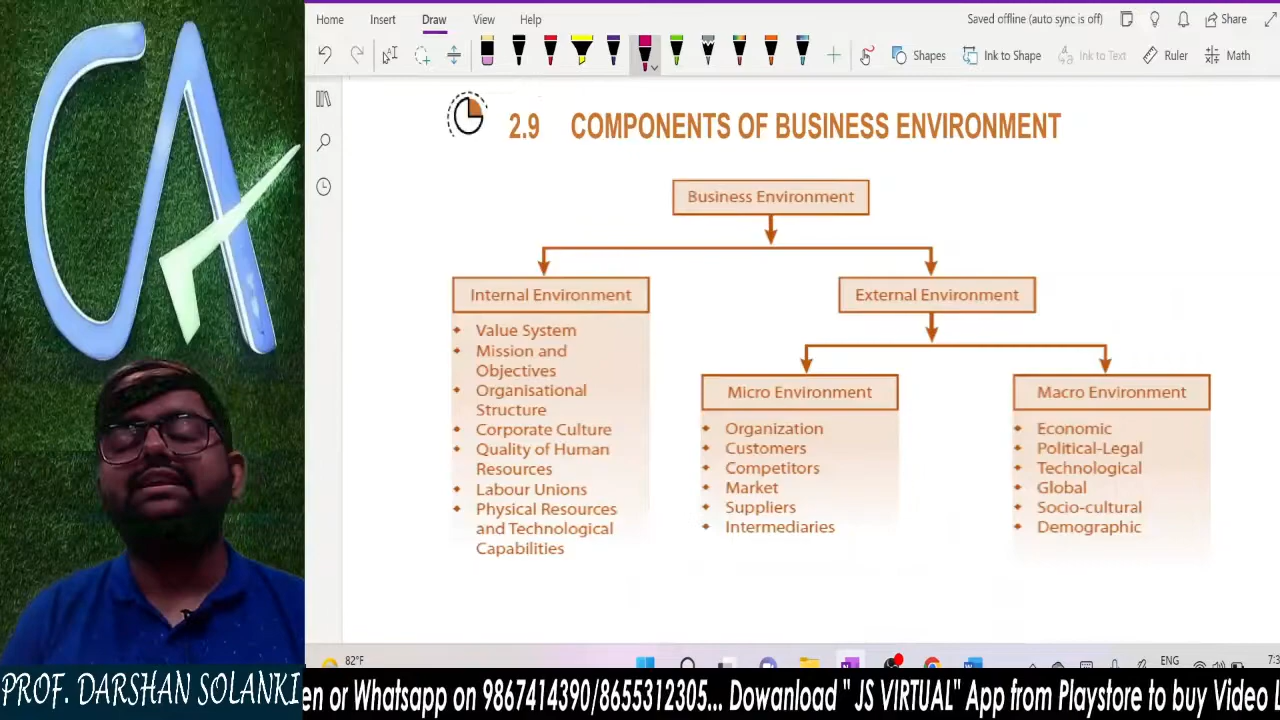 Home Insert Draw View Help
Saved offline (auto sync is off)
Share
Shapes
Ink to Shape
Ink to Text
Ruler
Math
CA
2.9 COMPONENTS OF BUSINESS ENVIRONMENT
Business Environment
Internal Environment
Value System
Mission and
Objectives
Organisational
Structure
Corporate Culture
Quality of Human
Resources
Labour Unions
Physical Resources
and Technological
Capabilities
External Environment
Micro Environment
Organization
Customers
Competitors
Market
Suppliers
Intermediaries
Macro Environment
Economic
Political-Legal
Technological
Global
Socio-cultural
Demographic
82°F
ENG
PROF. DARSHAN SOLANKI
or Whatsapp on 9867414390/8655312305... Dowanload " JS VIRTUAL" App from Playstore to buy Video